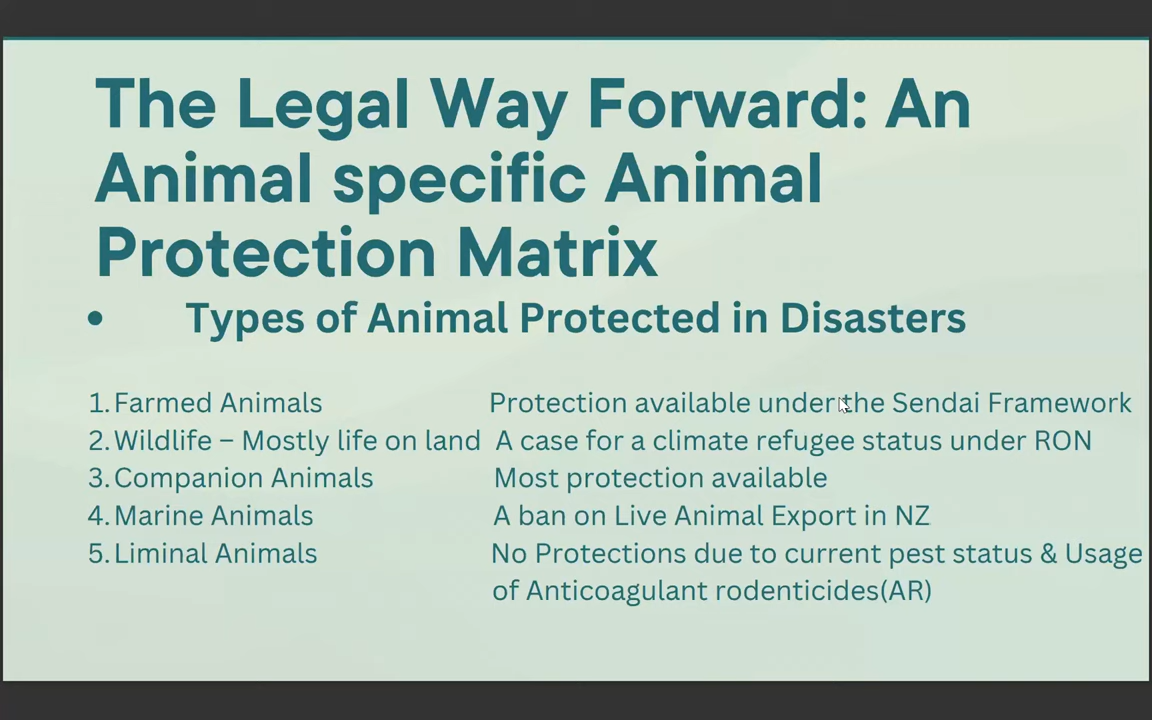 The Legal Way Forward: An
Animal specific Animal
Protection Matrix
• Types of Animal Protected in Disasters
1. Farmed Animals Protection available under the Sendai Framework
2. Wildlife – Mostly life on land A case for a climate refugee status under RON
3. Companion Animals Most protection available
4. Marine Animals A ban on Live Animal Export in NZ
5. Liminal Animals No Protections due to current pest status & Usage
of Anticoagulant rodenticides(AR)